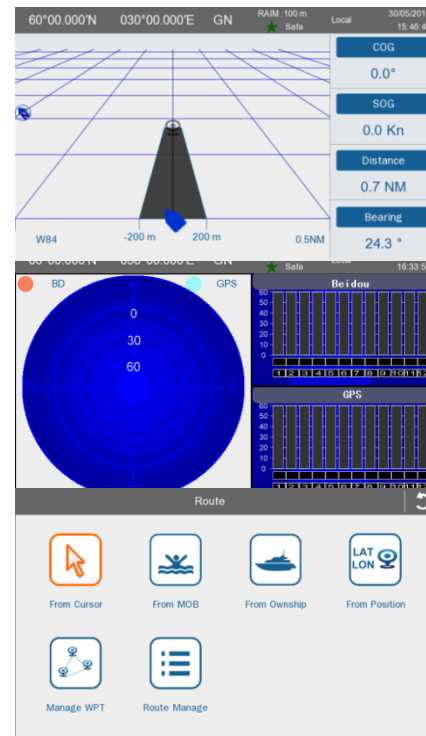 60°00.000'N 030°00.000'E GN RAIM :100 m Safe Local 30/05/201
15:46:4
COG
0.0°
SOG
0.0 Kn
Distance
0.7 NM
Bearing
24.3 °
W84 -200 m 200 m 0.5NM
Safe 16:33:5
BD N GPS Beidou
0
30
60
60
50
40
30
20
10
0
1 2 3 4 5 6 7 8 9 10 11 12
GPS
60
50
40
30
20
10
0
Route
From Cursor From MOB From Ownship LAT LON From Position
Manage WPT Route Manage